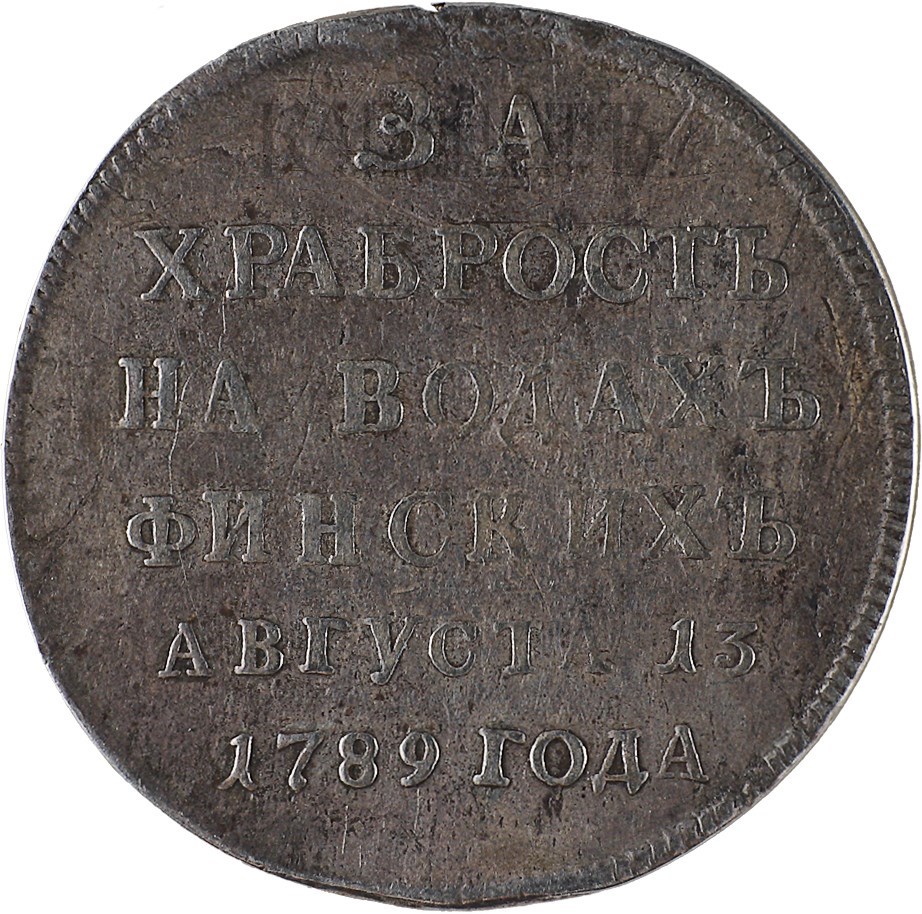 ЗА
ХРАБРОСТЬ
НА ВОДАХЪ
ФИНСКИХЪ
АВГУСТА 13
1789 ГОДА